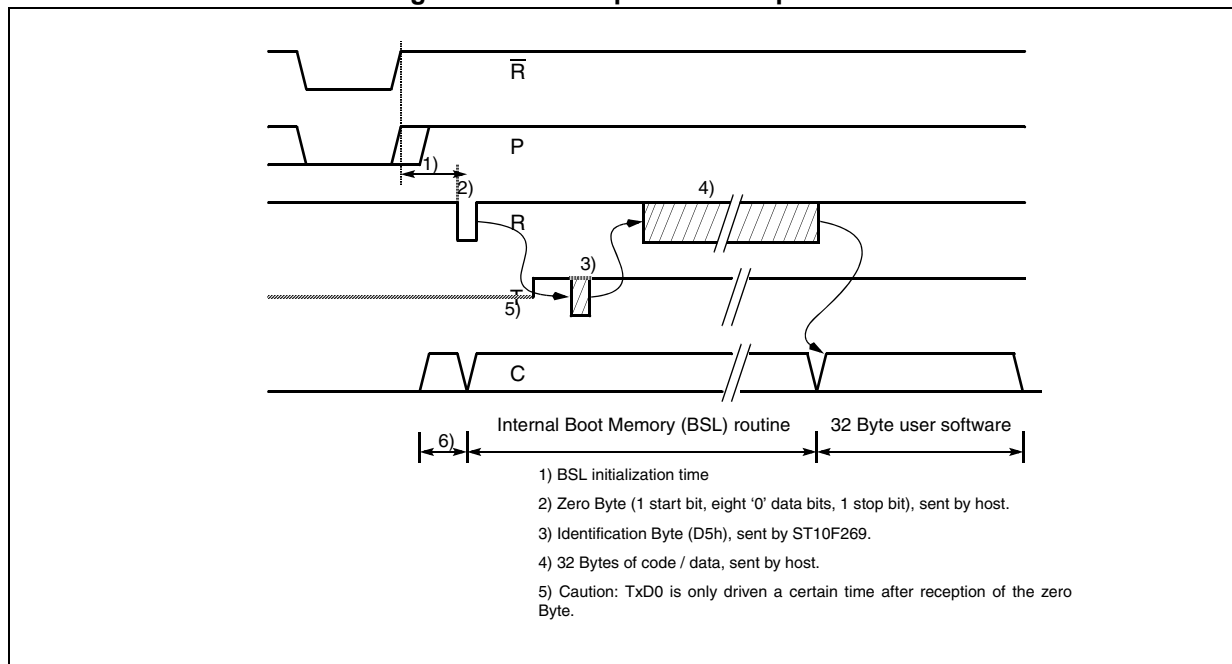 R
P
1)
2)
4)
R
3)
T
5)
C
Internal Boot Memory (BSL) routine
32 Byte user software
6)
1) BSL initialization time
2) Zero Byte (1 start bit, eight ‘0’ data bits, 1 stop bit), sent by host.
3) Identification Byte (D5h), sent by ST10F269.
4) 32 Bytes of code / data, sent by host.
5) Caution: TxD0 is only driven a certain time after reception of the zero
Byte.